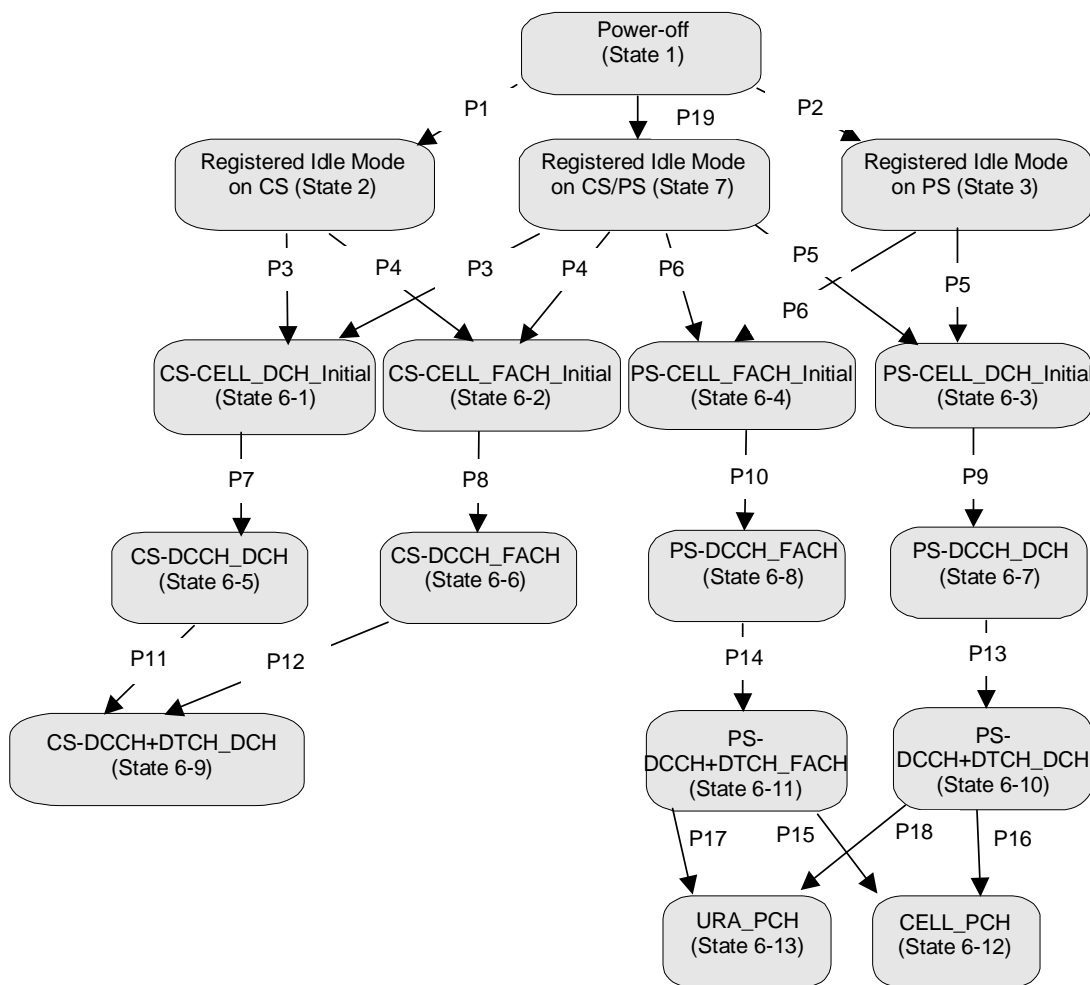 Power-off
(State 1)
P1
P19
P2
Registered Idle Mode
on CS (State 2)
Registered Idle Mode
on CS/PS (State 7)
Registered Idle Mode
on PS (State 3)
P3
P4
P3
P4
P6
P5
P6
P5
CS-CELL_DCH_Initial
(State 6-1)
CS-CELL_FACH_Initial
(State 6-2)
PS-CELL_FACH_Initial
(State 6-4)
PS-CELL_DCH_Initial
(State 6-3)
P7
P8
P10
P9
CS-DCCH_DCH
(State 6-5)
CS-DCCH_FACH
(State 6-6)
PS-DCCH_FACH
(State 6-8)
PS-DCCH_DCH
(State 6-7)
P11
P12
P14
P13
CS-DCCH+DTCH_DCH
(State 6-9)
PS-
DCCH+DTCH_FACH
(State 6-11)
PS-
DCCH+DTCH_DCH
(State 6-10)
P17
P15
P18
P16
URA_PCH
(State 6-13)
CELL_PCH
(State 6-12)